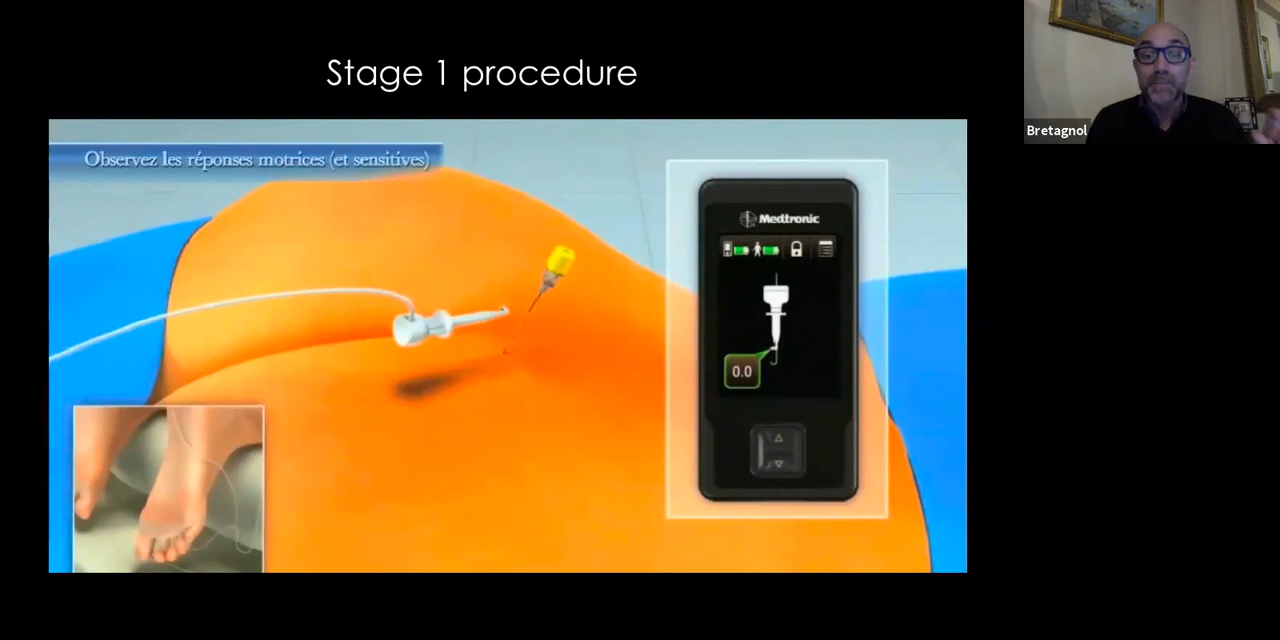 Stage 1 procedure
Bretagnol
Observez les réponses motrices (et sensitives)
Medtronic
0.0